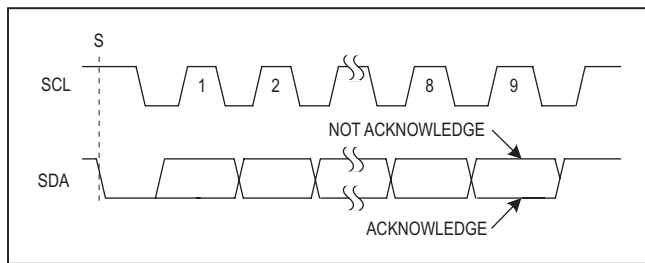 S
SCL 1 2 8 9
NOT ACKNOWLEDGE
SDA
ACKNOWLEDGE